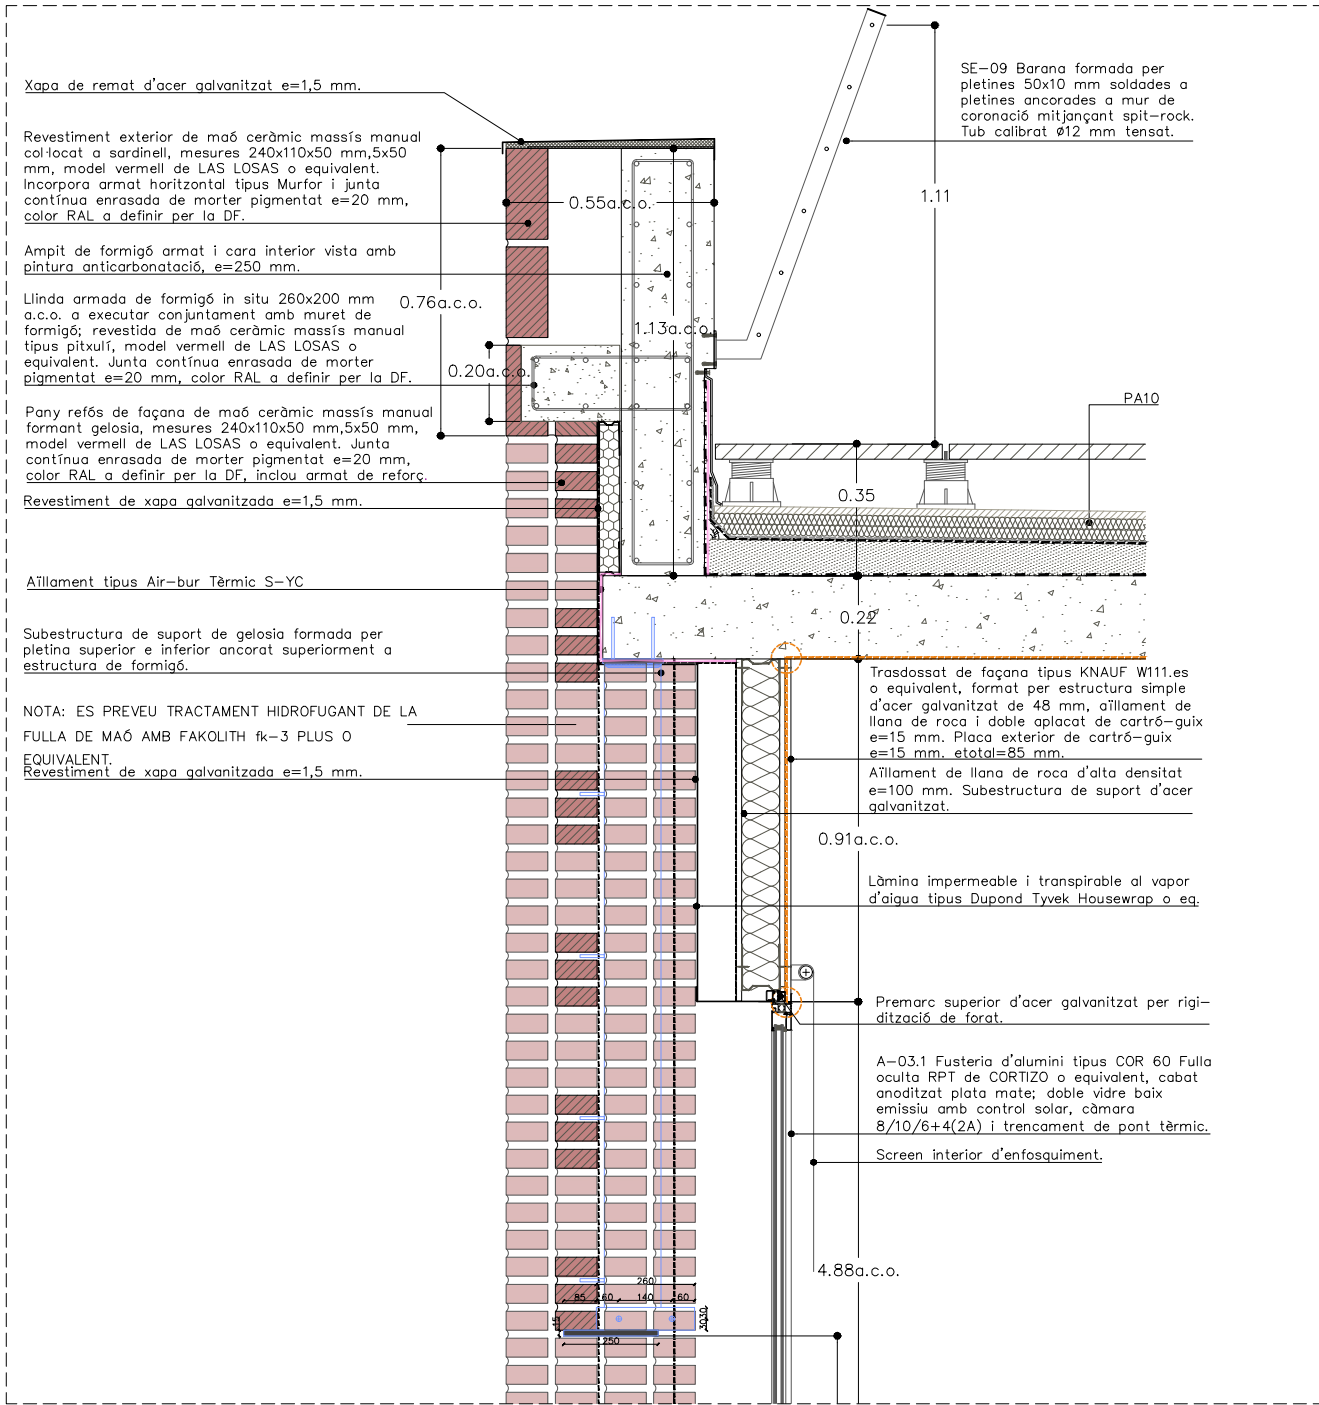 Xapa de remat d'acer galvanitzat e=1,5 mm.
Revestiment exterior de maó ceràmic massís manual
col·locat a sardinell, mesures 240x110x50 mm,5x50
mm, model vermell de LAS LOSAS o equivalent.
Incorpora armat horitzontal tipus Murfor i junta
contínua enrasada de morter pigmentat e=20 mm,
color RAL a definir per la DF.
Ampit de formigó armat i cara interior vista amb
pintura anticarbonatació, e=250 mm.
Llinda armada de formigó in situ 260x200 mm
a.c.o. a executar conjuntament amb muret de
formigó; revestida de maó ceràmic massís manual
tipus pitxulí, model vermell de LAS LOSAS o
equivalent. Junta contínua enrasada de morter
pigmentat e=20 mm, color RAL a definir per la DF.
Pany refós de façana de maó ceràmic massís manual
formant gelosia, mesures 240x110x50 mm,5x50 mm,
model vermell de LAS LOSAS o equivalent. Junta
contínua enrasada de morter pigmentat e=20 mm,
color RAL a definir per la DF, inclou armat de reforç.
Revestiment de xapa galvanitzada e=1,5 mm.
Aïllament tipus Air-bur Tèrmic S-YC
Subestructura de suport de gelosia formada per
pletina superior e inferior ancorat superiorment a
estructura de formigó.
NOTA: ES PREVEU TRACTAMENT HIDROFUGANT DE LA
FULLA DE MAÓ AMB FAKOLITH fk-3 PLUS O
EQUIVALENT.
Revestiment de xapa galvanitzada e=1,5 mm.
0.55a.c.o.
0.76a.c.o.
1.13a.c.o.
0.20a.c.o.
SE-09 Barana formada per
pletines 50x10 mm soldades a
pletines ancorades a mur de
coronació mitjançant spit-rock.
Tub calibrat ø12 mm tensat.
1.11
PA10
0.35
0.22
Trasdossat de façana tipus KNAUF W111.es
o equivalent, format per estructura simple
d'acer galvanitzat de 48 mm, aïllament de
llana de roca i doble aplacat de cartró-guix
e=15 mm. Placa exterior de cartró-guix
e=15 mm. etotal=85 mm.
Aïllament de llana de roca d'alta densitat
e=100 mm. Subestructura de suport d'acer
galvanitzat.
0.91a.c.o.
Làmina impermeable i transpirable al vapor
d'aigua tipus Dupond Tyvek Housewrap o eq.
Premarc superior d'acer galvanitzat per rigi-
dització de forat.
A-03.1 Fusteria d'alumini tipus COR 60 Fulla
oculta RPT de CORTIZO o equivalent, cabat
anoditzat plata mate; doble vidre baix
emissiu amb control solar, càmara
8/10/6+4(2A) i trencament de pont tèrmic.
Screen interior d'enfosquiment.
4.88a.c.o.
260
85 60 140 60
15
3030
250